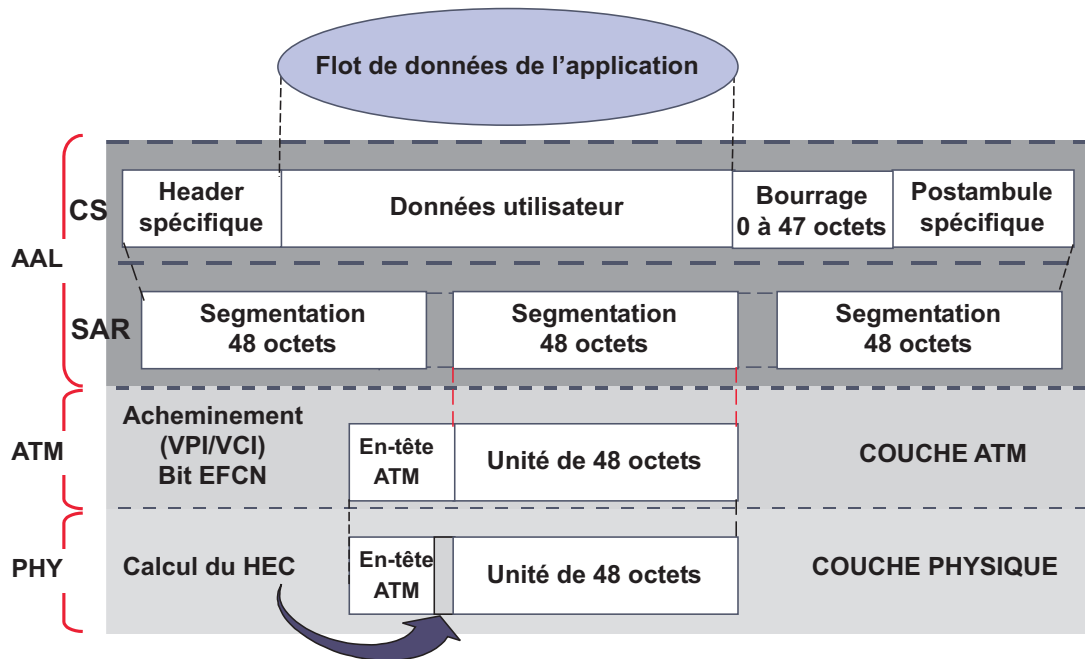 Flot de données de l'application
AAL
CS
Header
spécifique
Données utilisateur
Bourrage
0 à 47 octets
Postambule
spécifique
SAR
Segmentation
48 octets
Segmentation
48 octets
Segmentation
48 octets
ATM
Acheminement
(VPI/VCI)
Bit EFCN
En-tête
ATM
Unité de 48 octets
COUCHE ATM
PHY
Calcul du HEC
En-tête
ATM
Unité de 48 octets
COUCHE PHYSIQUE